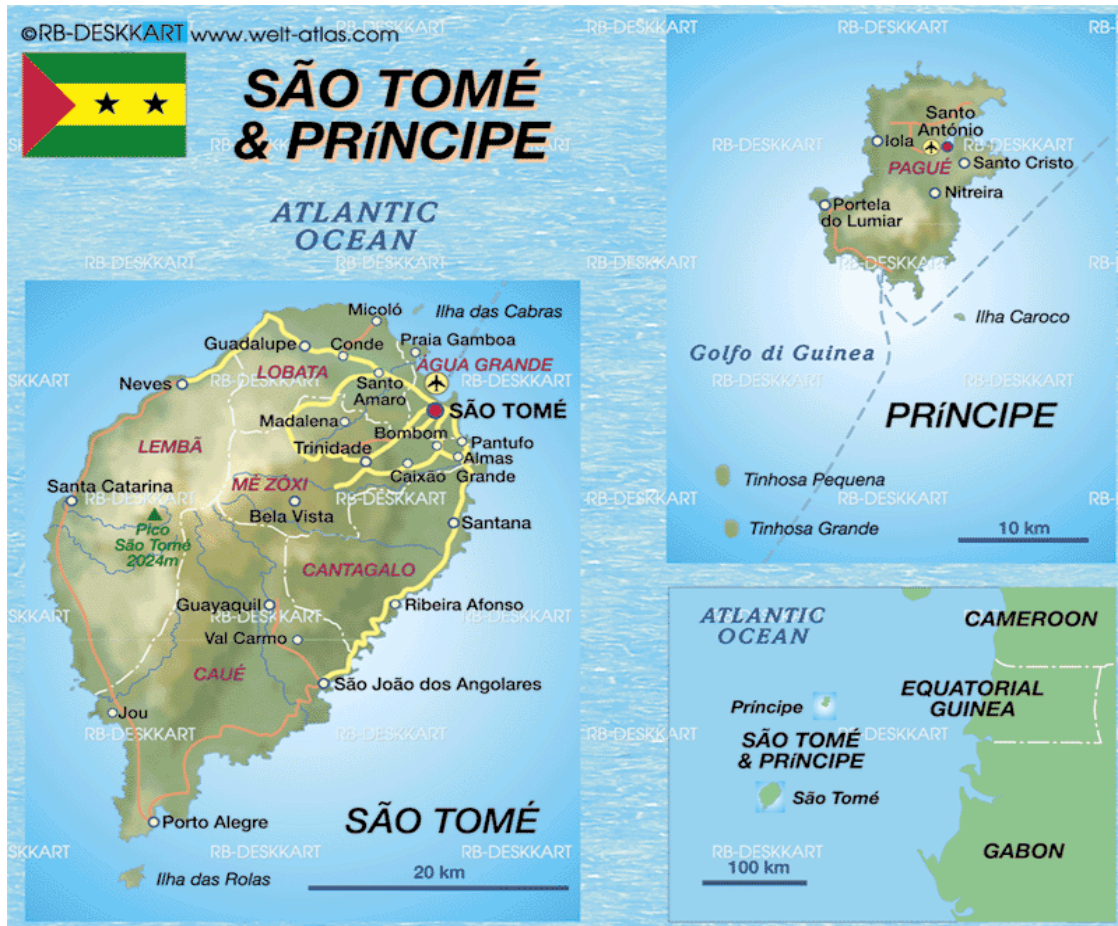 ©RB-DESKKART www.welt-atlas.com
SÃO TOMÉ
& PRíNCIPE
ATLANTIC
OCEAN
Micoló
Ilha das Cabras
Guadalupe
Conde
Praia Gamboa
ÁGUA GRANDE
LOBATA
Neves
Santo
Amaro
SÃO TOMÉ
Madalena
Bombom
Pantufo
LEMBÃ
Trinidade
Almas
Caixão Grande
MÉ ZÓXI
Santa Catarina
Bela Vista
Pico
São Tomé
2024m
Santana
CANTAGALO
Guayaquil
Ribeira Afonso
Val Carmo
CAUÉ
São João dos Angolares
Jou
Porto Alegre
SÃO TOMÉ
Ilha das Rolas
20 km
Santo
António
Iola
PAGUÉ
Santo Cristo
Nitreira
Portela
do Lumiar
Ilha Caroco
Golfo di Guinea
PRíNCIPE
Tinhosa Pequena
Tinhosa Grande
10 km
ATLANTIC
OCEAN
CAMEROON
EQUATORIAL
GUINEA
Príncipe
SÃO TOMÉ
& PRíNCIPE
São Tomé
GABON
100 km
RB-DESKKART